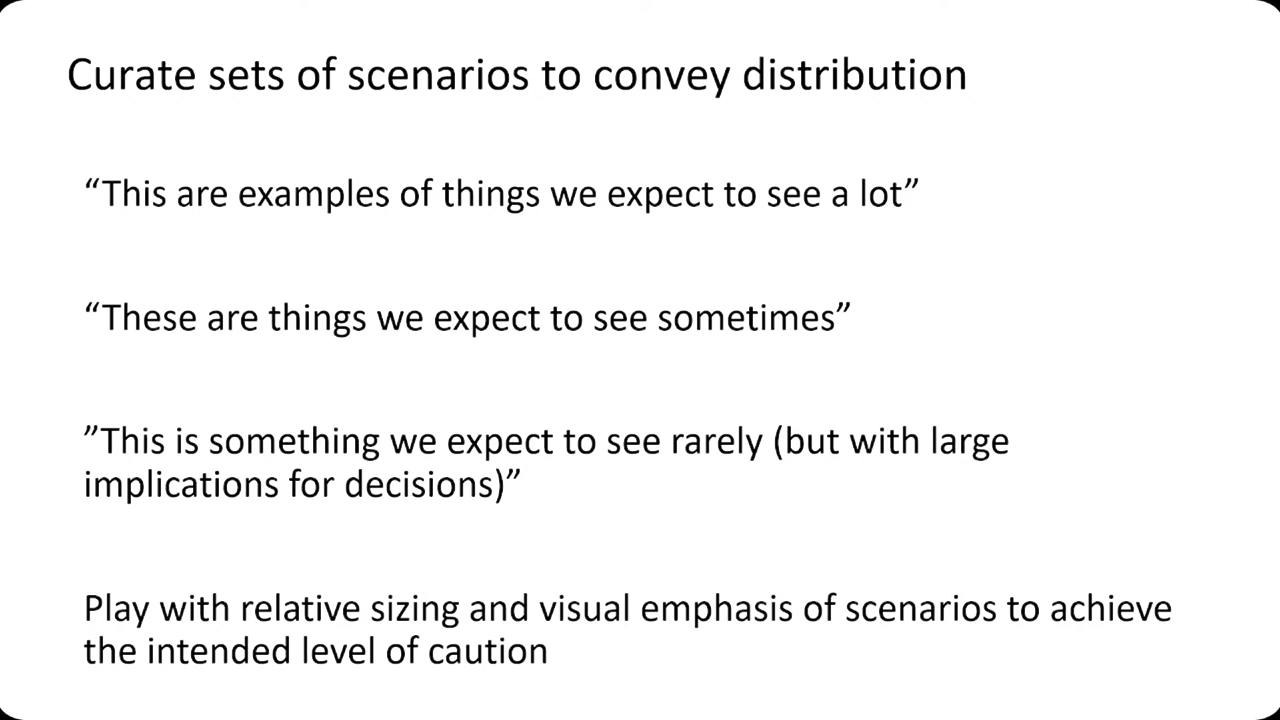 Curate sets of scenarios to convey distribution
“This are examples of things we expect to see a lot”
“These are things we expect to see sometimes”
”This is something we expect to see rarely (but with large
implications for decisions)”
Play with relative sizing and visual emphasis of scenarios to achieve
the intended level of caution